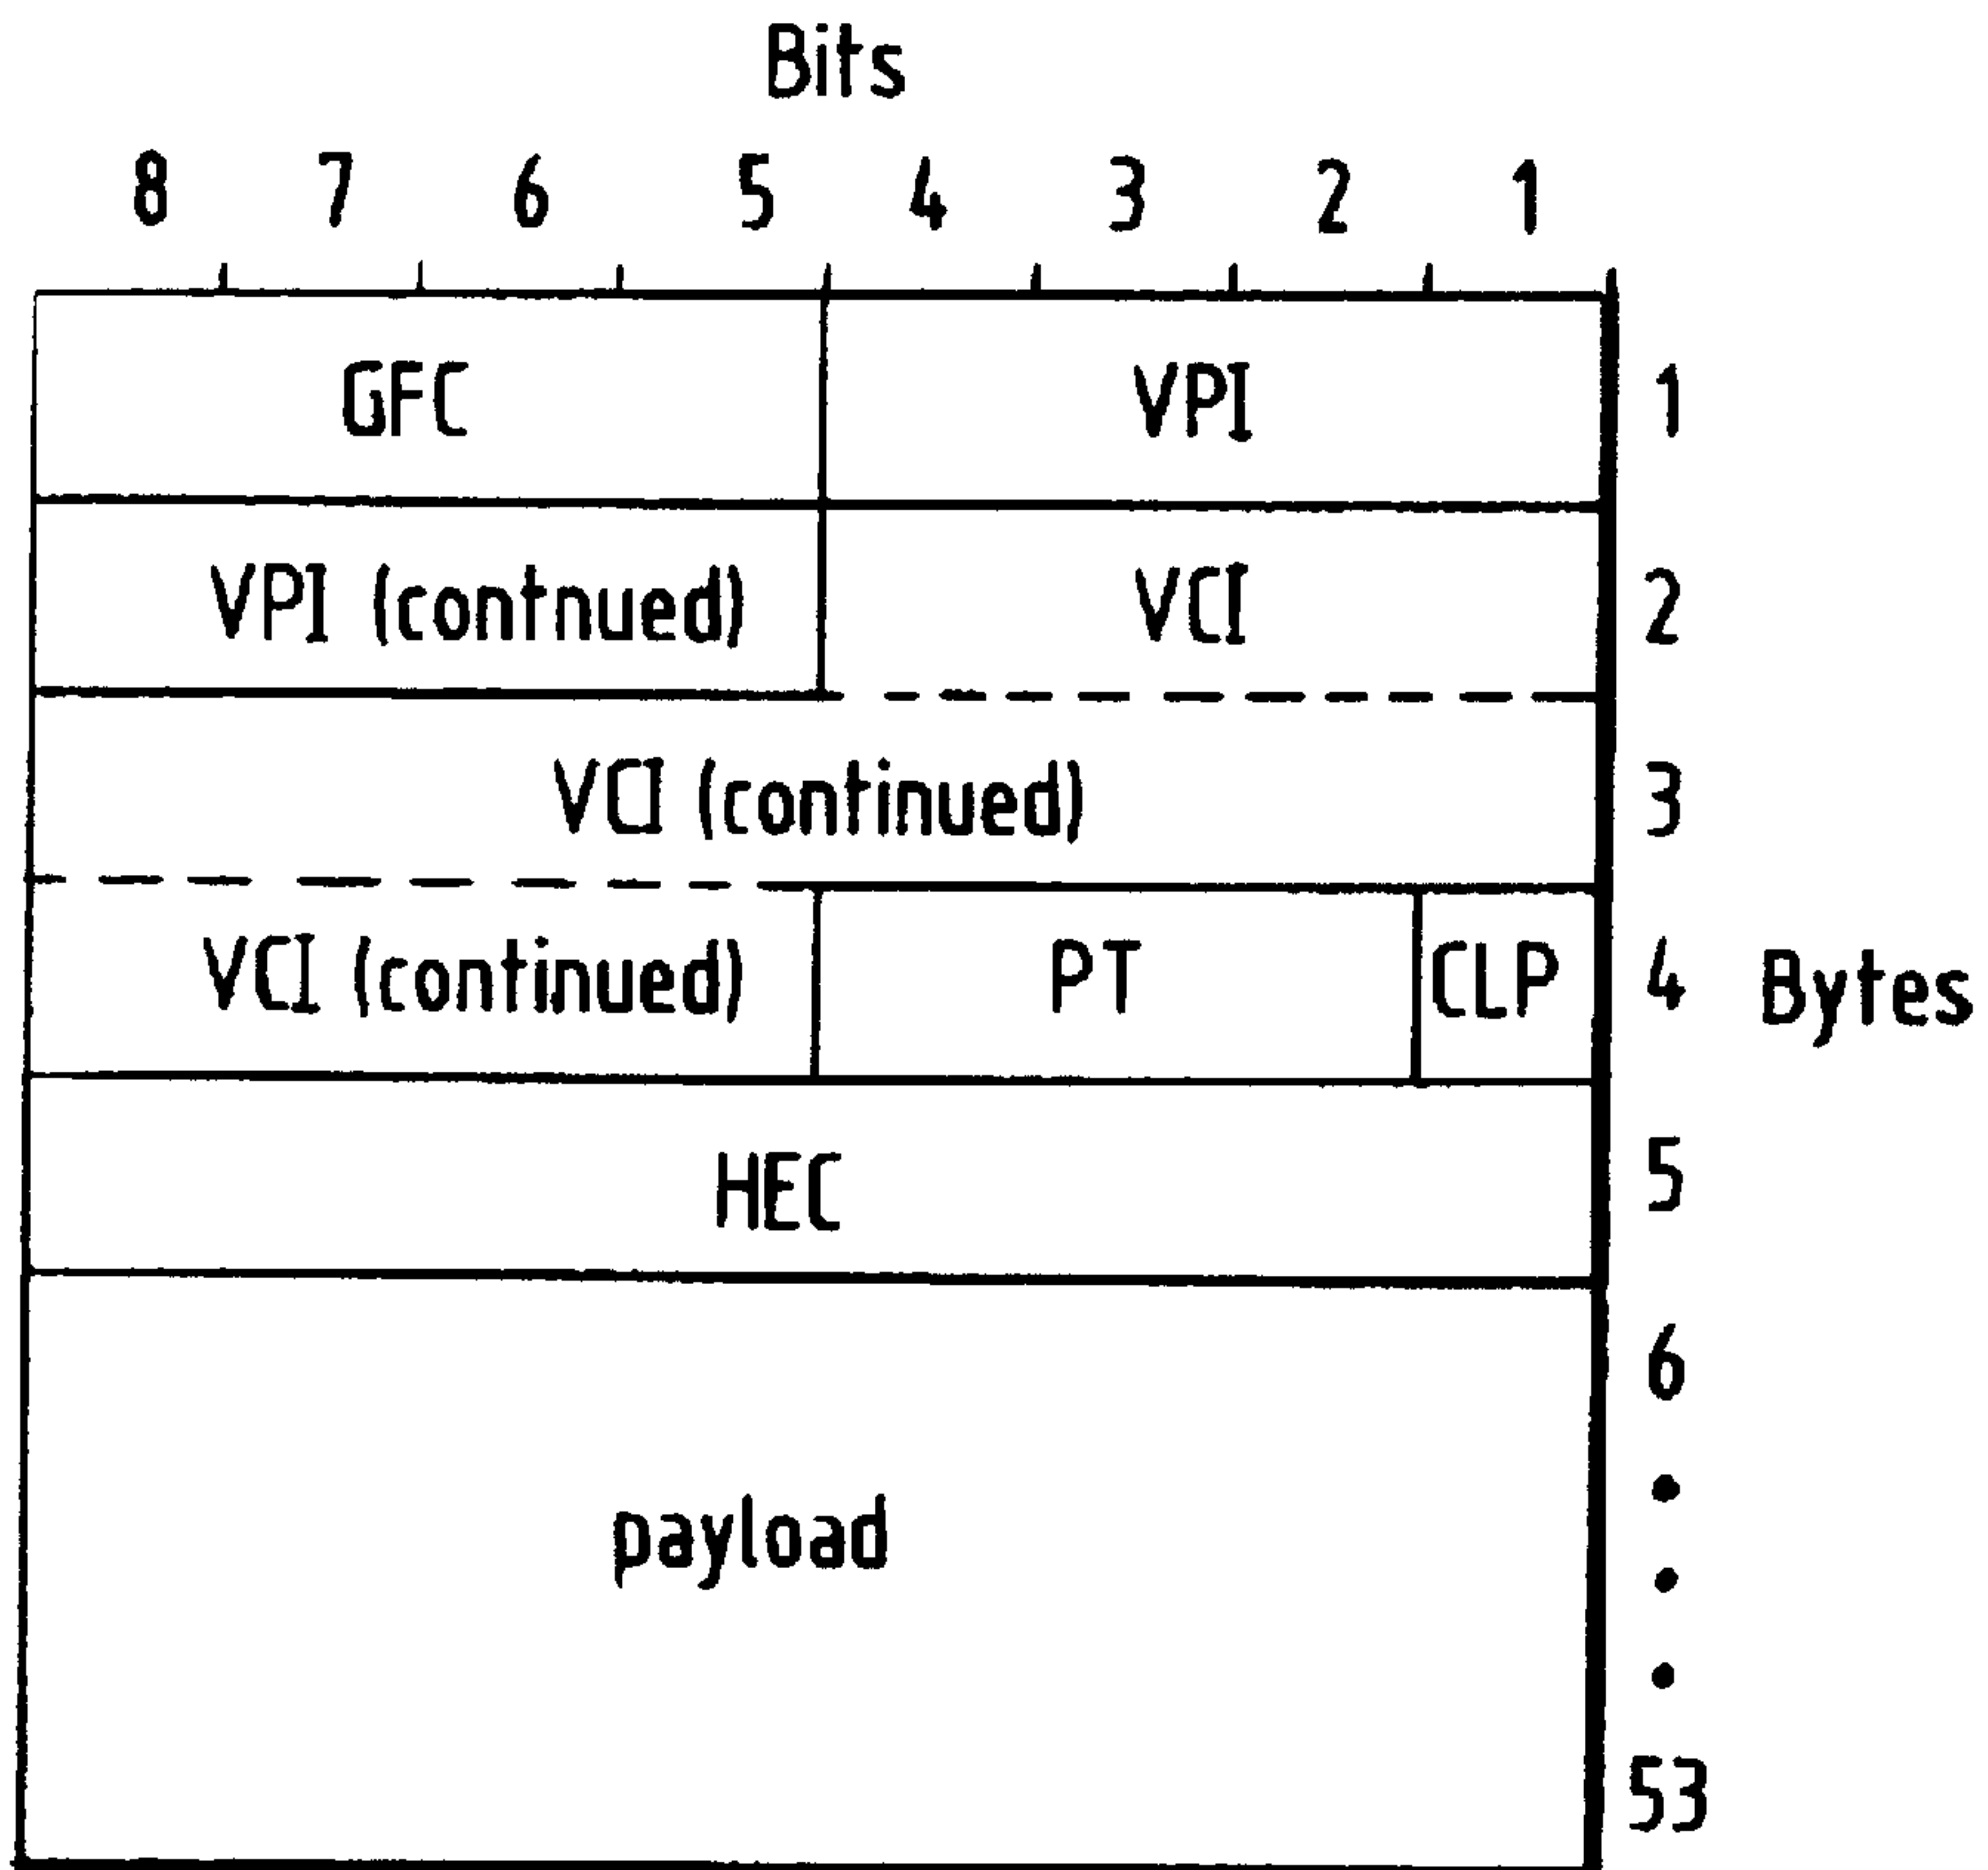 Bits
8 7 6 5 4 3 2 1
GFC VPI 1
VPI (contnued) VCI 2
VCI (continued) 3
VCI (continued) PT CLP 4 Bytes
HEC 5
6
payload
53